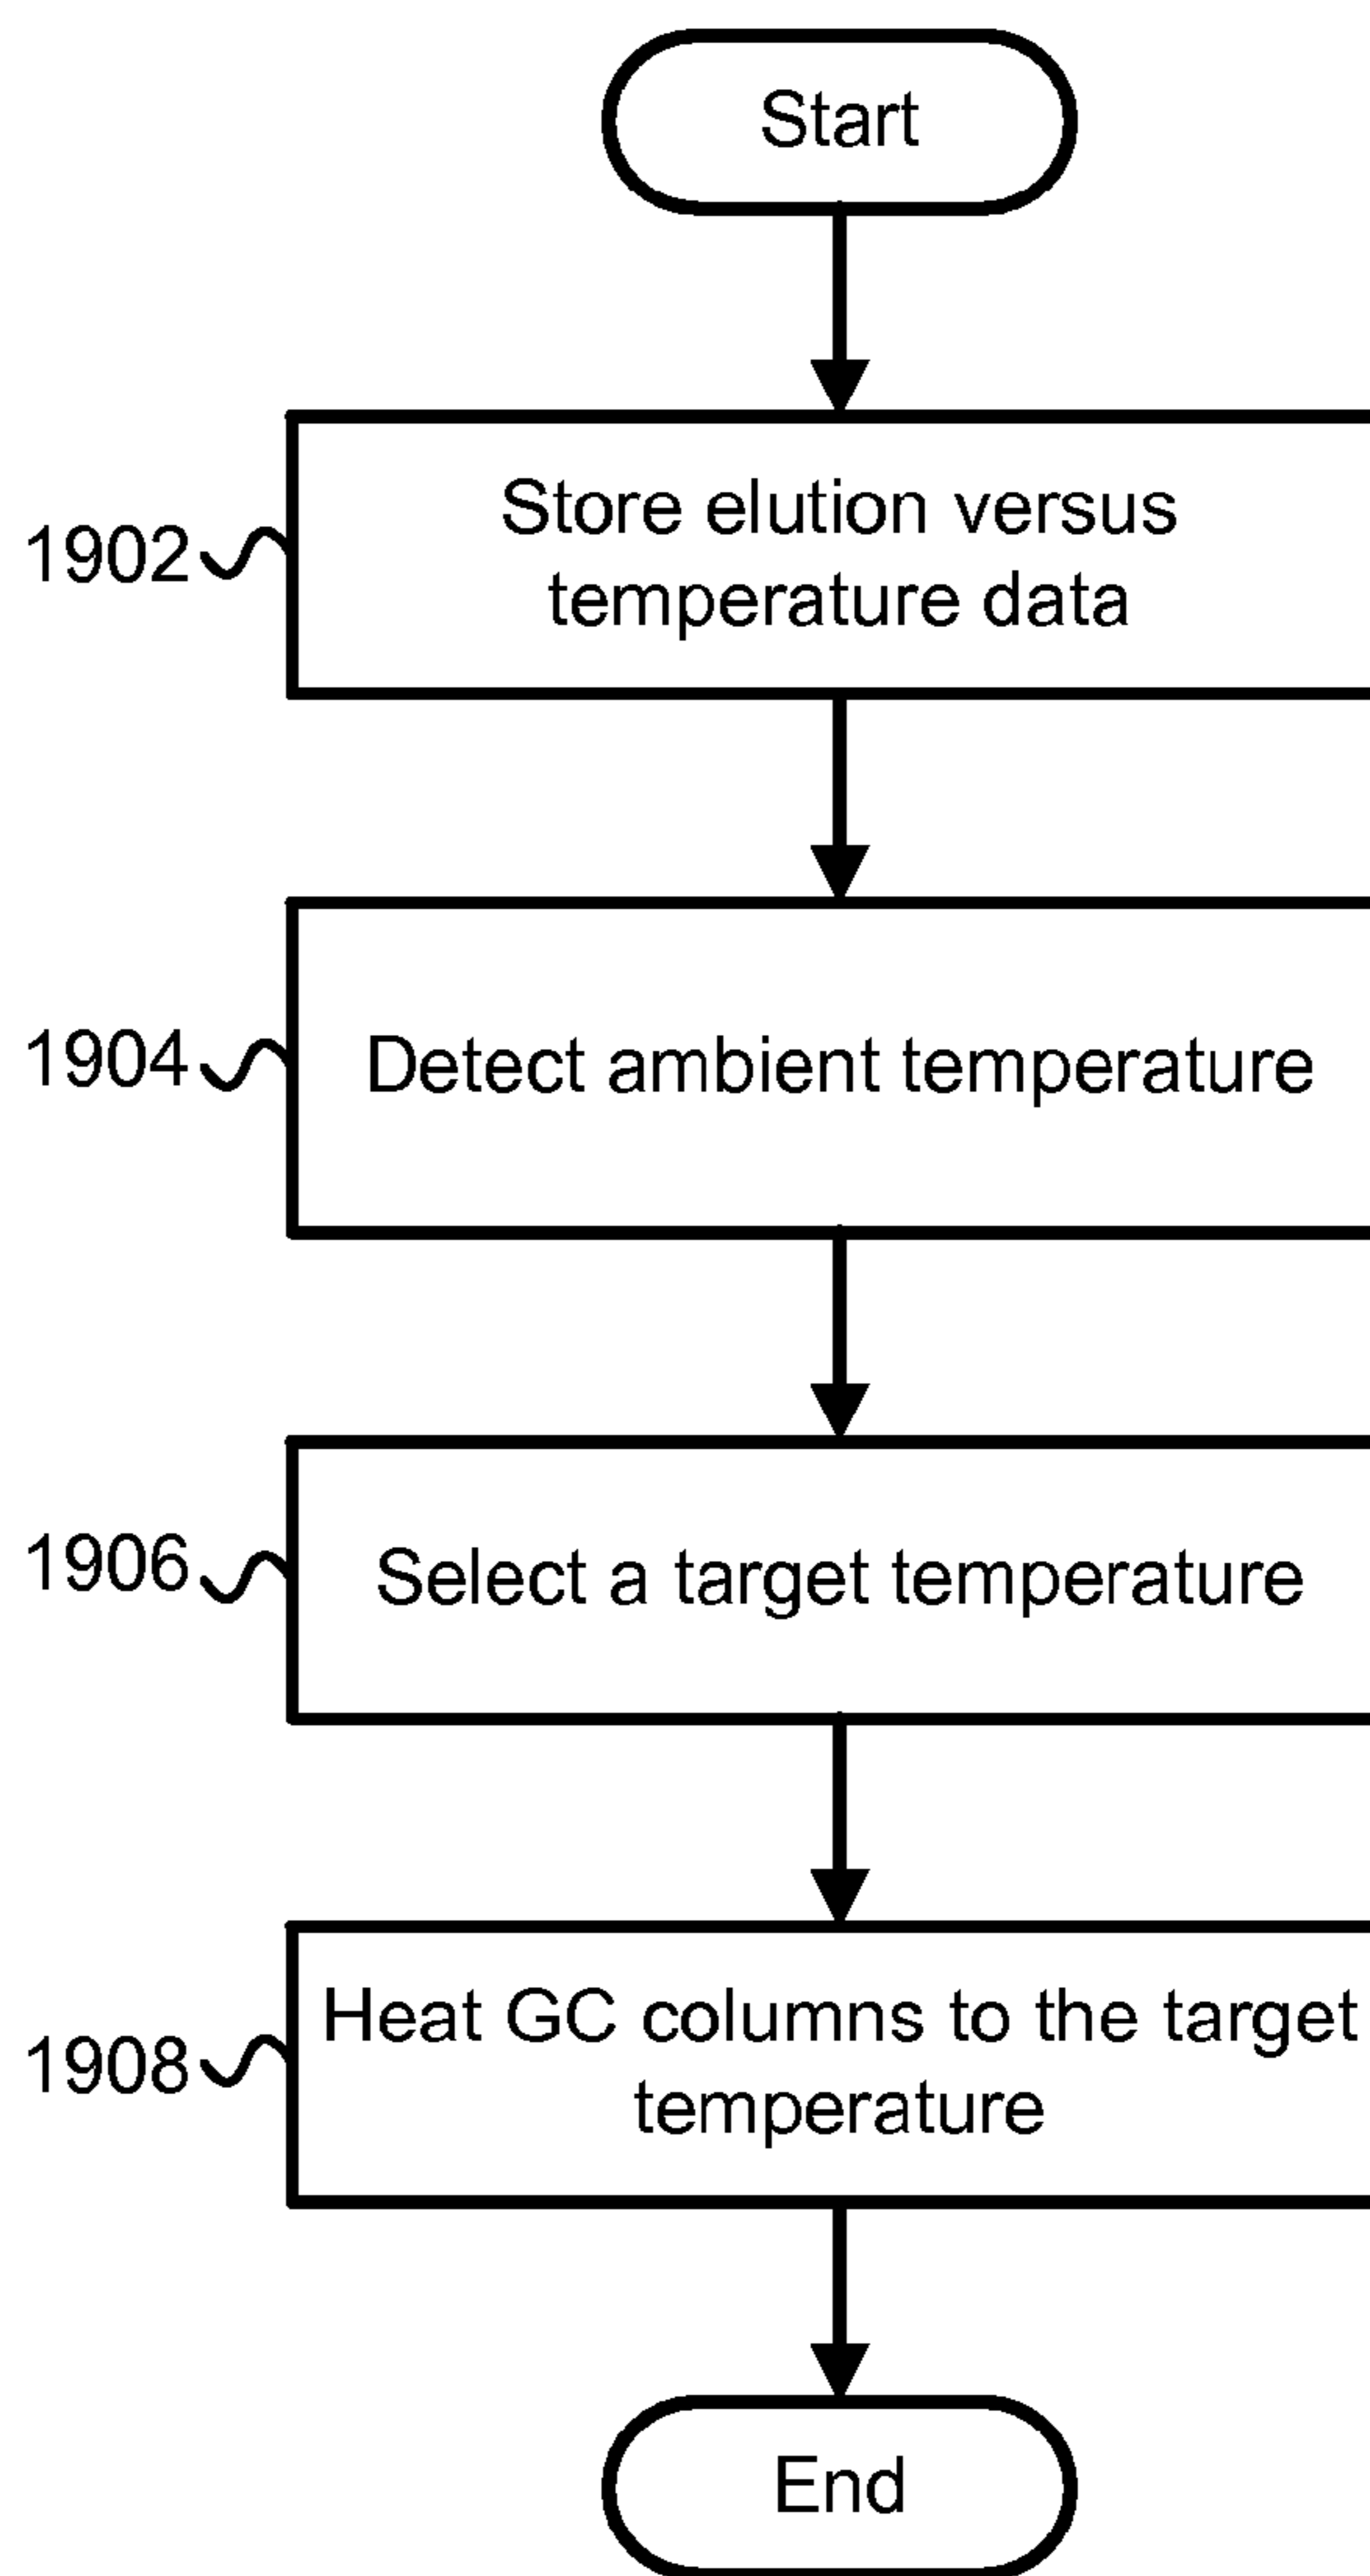 Start
1902
Store elution versus
temperature data
1904
Detect ambient temperature
1906
Select a target temperature
1908
Heat GC columns to the target
temperature
End